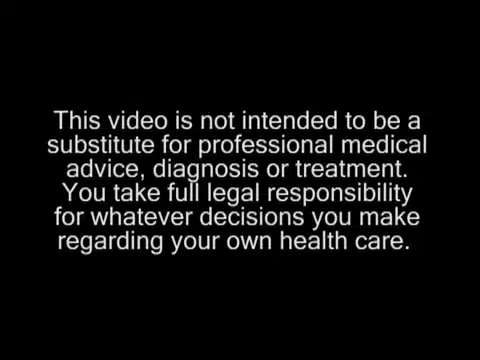 This video is not intended to be a
substitute for professional medical
advice, diagnosis or treatment.
You take full legal responsibility
for whatever decisions you make
regarding your own health care.